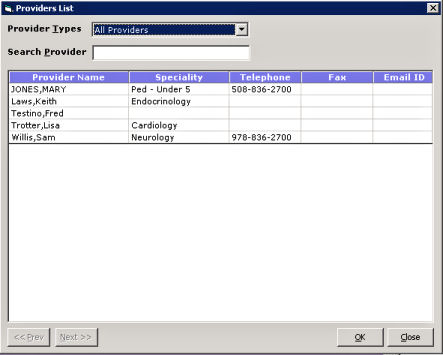 Providers List
Provider Types All Providers
Search Provider
Provider Name Speciality Telephone Fax Email ID
JONES,MARY Ped - Under 5 508-836-2700
Laws,Keith Endocrinology
Testino,Fred
Trotter,Lisa Cardiology
Willis,Sam Neurology 978-836-2700
<< Prev Next >> OK Close